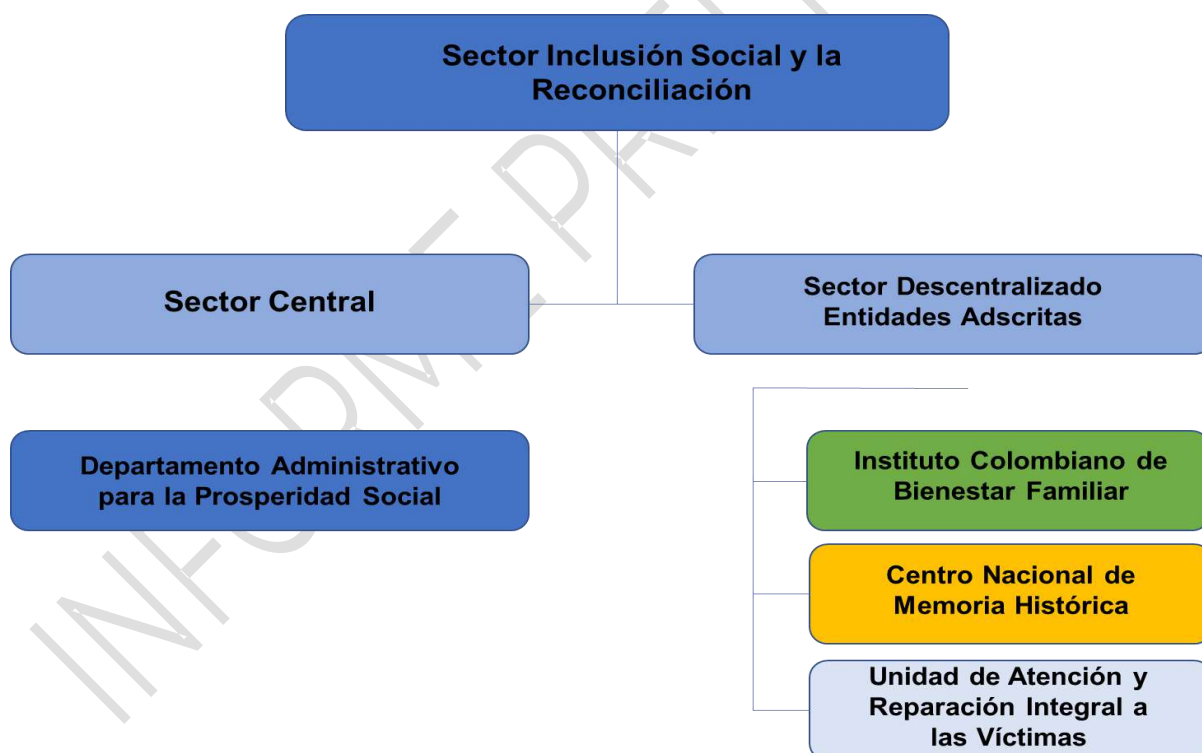 Sector Inclusión Social y la
Reconciliación
Sector Central
Sector Descentralizado
Entidades Adscritas
Departamento Administrativo
para la Prosperidad Social
Instituto Colombiano de
Bienestar Familiar
Centro Nacional de
Memoria Histórica
Unidad de Atención y
Reparación Integral a
las Víctimas
INFORME